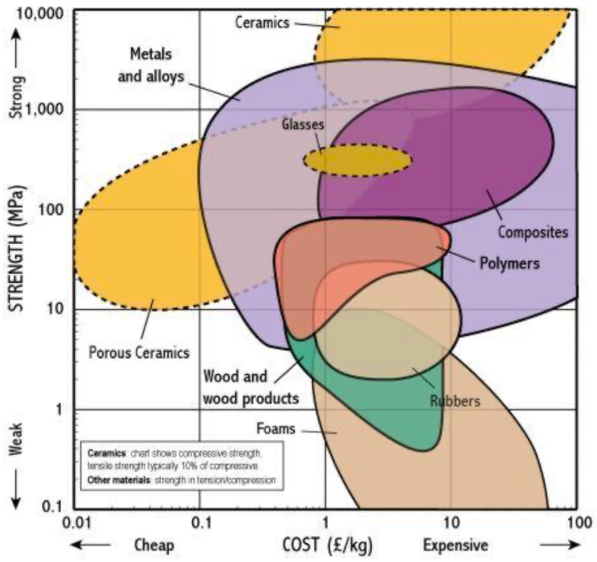 10,000
1,000
100
10
1
0.1
Strong
STRENGTH (MPa)
Weak
Ceramics
Metals
and alloys
Glasses
Composites
Polymers
Porous Ceramics
Wood and
wood products
Rubbers
Foams
Ceramics: chart shows compressive strength,
tensile strength typically 10% of compressive
Other materials: strength in tension/compression
0.01
0.1
1
10
100
Cheap
COST (£/kg)
Expensive